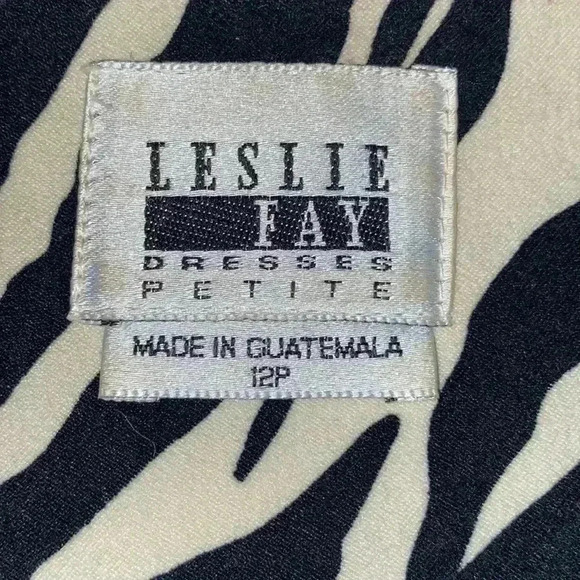 LESLIE
FAY
DRESSES
PETITE
MADE IN GUATEMALA
12P